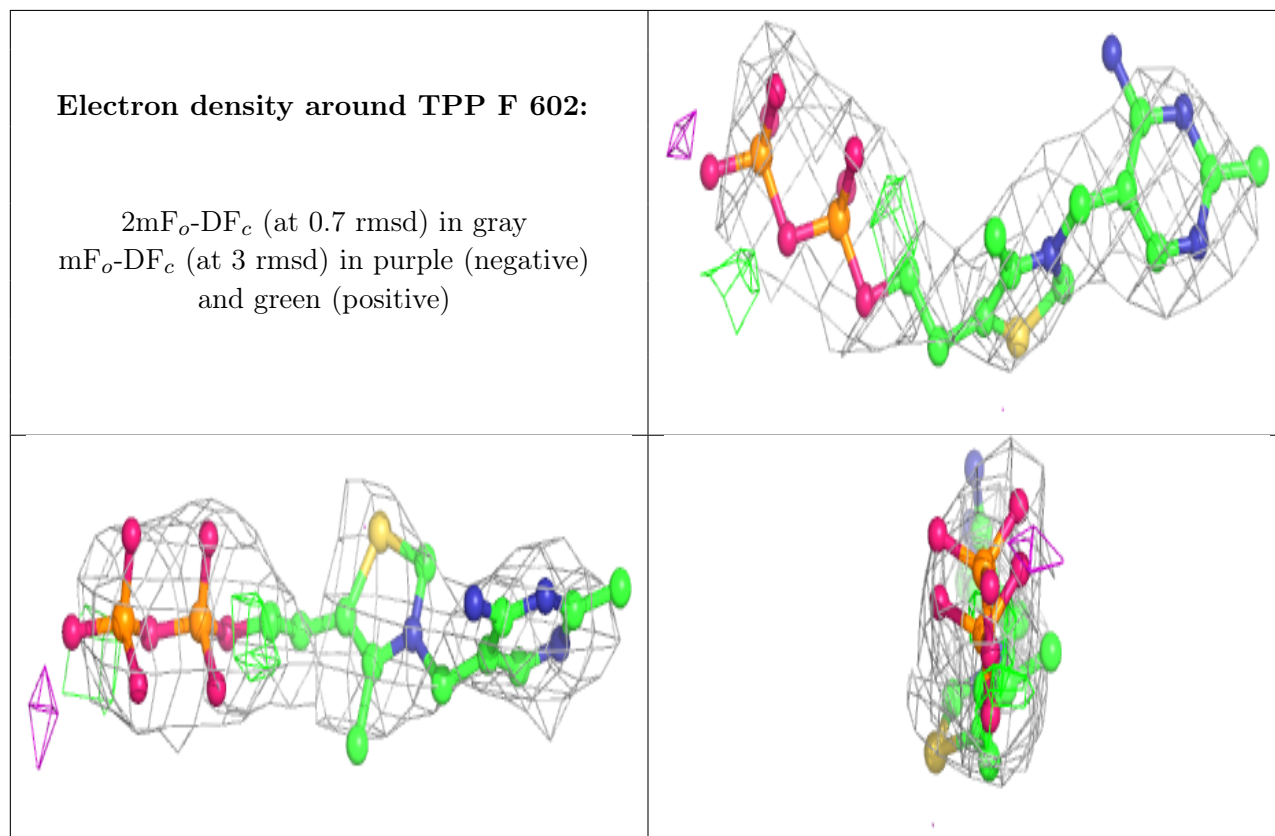 Electron density around TPP F 602:
2mFo-DFc (at 0.7 rmsd) in gray
mFo-DFc (at 3 rmsd) in purple (negative)
and green (positive)